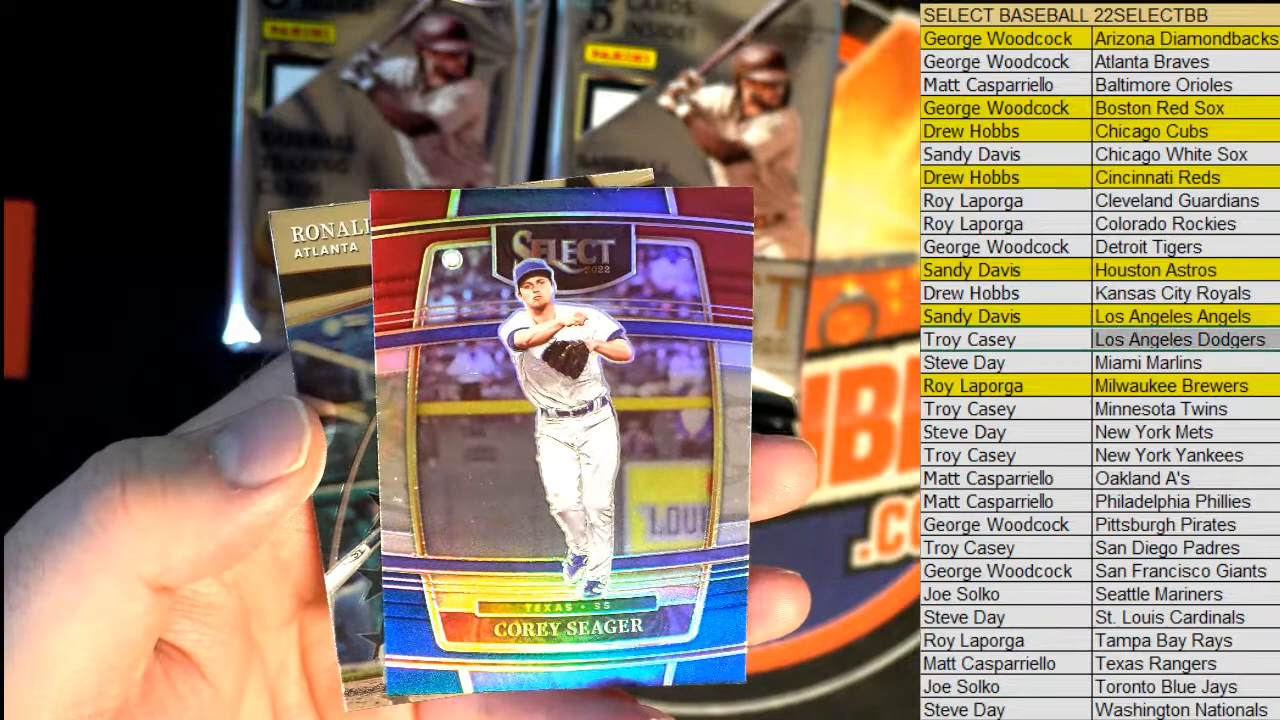 5 CARDS
INSIDE!
PANINI
PANINI
RONAL
ATLANTA
SELECT
2022
LOUI
TEXAS • SS
COREY SEAGER
.CO
SELECT BASEBALL 22SELECTBB
George Woodcock Arizona Diamondbacks
George Woodcock Atlanta Braves
Matt Casparriello Baltimore Orioles
George Woodcock Boston Red Sox
Drew Hobbs Chicago Cubs
Sandy Davis Chicago White Sox
Drew Hobbs Cincinnati Reds
Roy Laporga Cleveland Guardians
Roy Laporga Colorado Rockies
George Woodcock Detroit Tigers
Sandy Davis Houston Astros
Drew Hobbs Kansas City Royals
Sandy Davis Los Angeles Angels
Troy Casey Los Angeles Dodgers
Steve Day Miami Marlins
Roy Laporga Milwaukee Brewers
Troy Casey Minnesota Twins
Steve Day New York Mets
Troy Casey New York Yankees
Matt Casparriello Oakland A's
Matt Casparriello Philadelphia Phillies
George Woodcock Pittsburgh Pirates
Troy Casey San Diego Padres
George Woodcock San Francisco Giants
Joe Solko Seattle Mariners
Steve Day St. Louis Cardinals
Roy Laporga Tampa Bay Rays
Matt Casparriello Texas Rangers
Joe Solko Toronto Blue Jays
Steve Day Washington Nationals